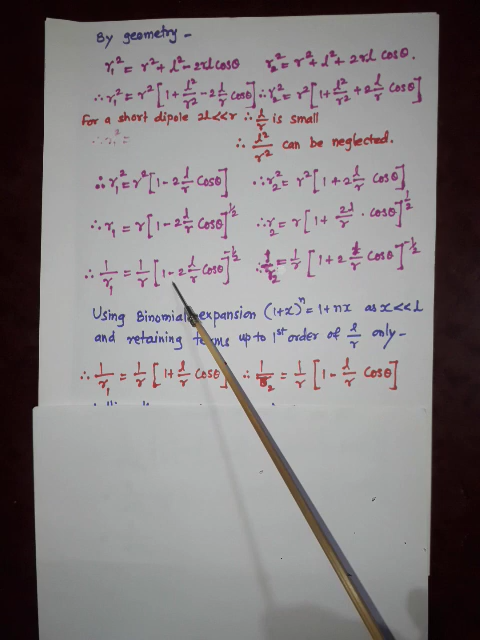 By geometry -
r₁² = r² + l² - 2rl cosθ r₂² = r² + l² + 2rl cosθ.
∴ r₁² = r² [1 + l²/r² - 2 l/r cosθ] ∴ r₂² = r² [1 + l²/r² + 2 l/r cosθ]
For a short dipole 2l << r ∴ l/r is small
∴ r₁² =
∴ l²/r² can be neglected.
∴ r₁² = r² [1 - 2 l/r cosθ] ∴ r₂² = r² [1 + 2 l/r cosθ]
∴ r₁ = r [1 - 2 l/r cosθ]^1/2 ∴ r₂ = r [1 + 2l/r · cosθ]^1/2
∴ 1/r₁ = 1/r [1 - 2 l/r cosθ]^-1/2 ∴ 1/r₂ = 1/r [1 + 2 l/r cosθ]^-1/2
Using Binomial expansion (1+x)ⁿ = 1 + nx as x << 1
and retaining terms up to 1st order of l/r only -
∴ 1/r₁ = 1/r [1 + l/r cosθ] ∴ 1/r₂ = 1/r [1 - l/r cosθ]